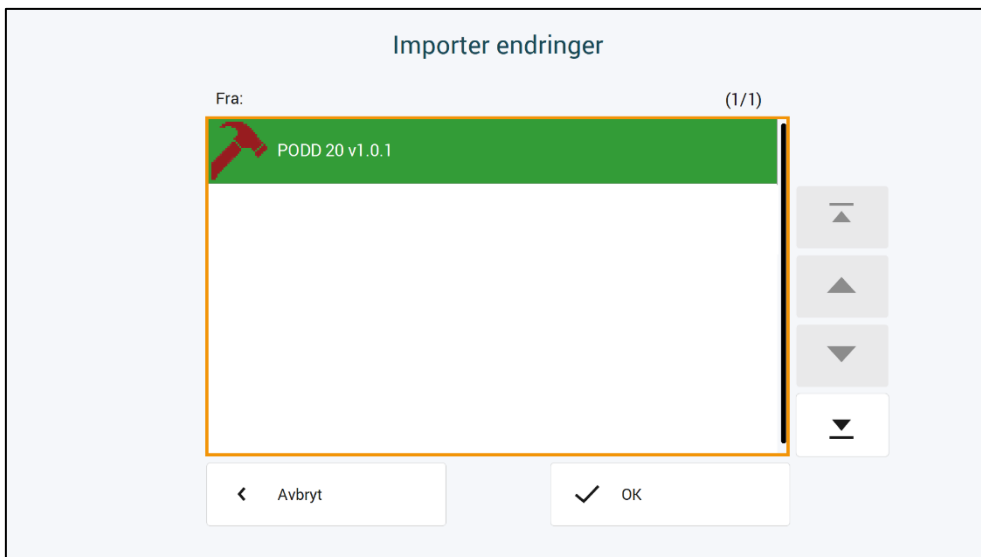 Importer endringer
Fra: (1/1)
PODD 20 v1.0.1
Avbryt OK